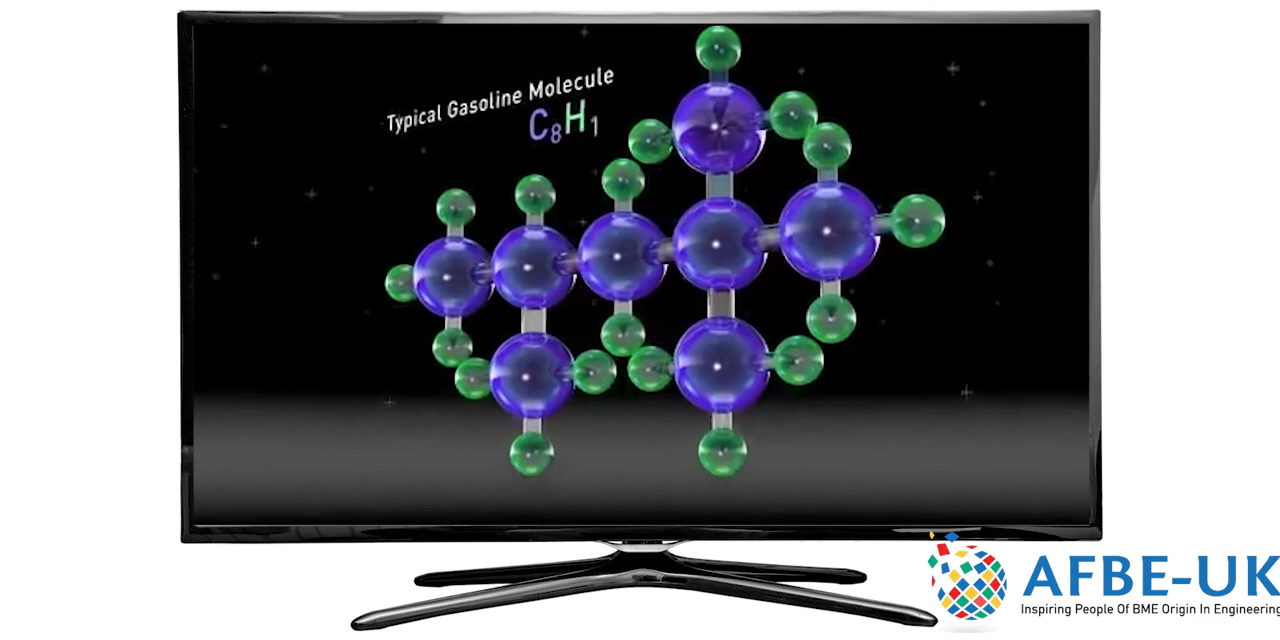 Typical Gasoline Molecule
C₈H₁
AFBE-UK
Inspiring People Of BME Origin In Engineering